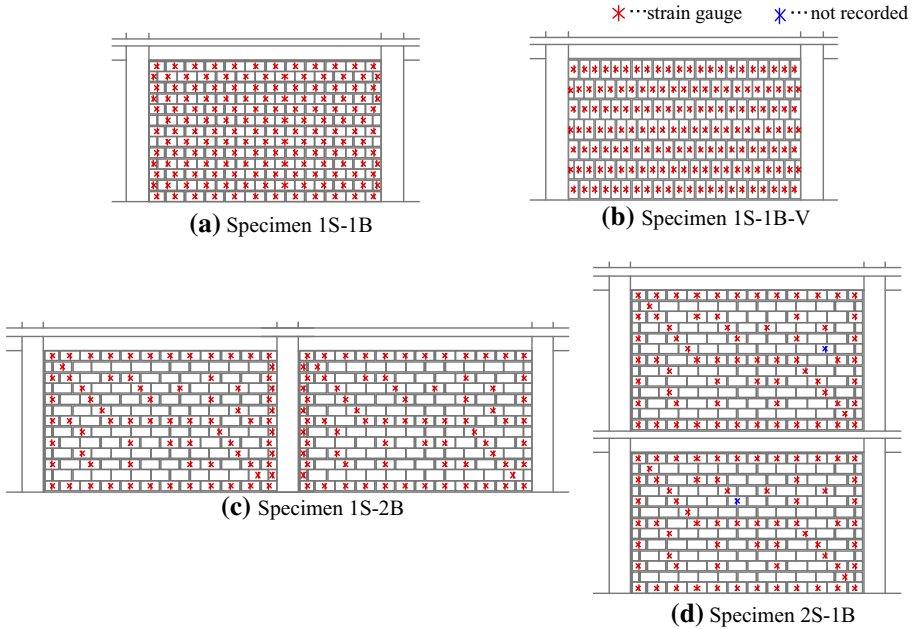 ···strain gauge ···not recorded
(a) Specimen 1S-1B
(b) Specimen 1S-1B-V
(c) Specimen 1S-2B
(d) Specimen 2S-1B